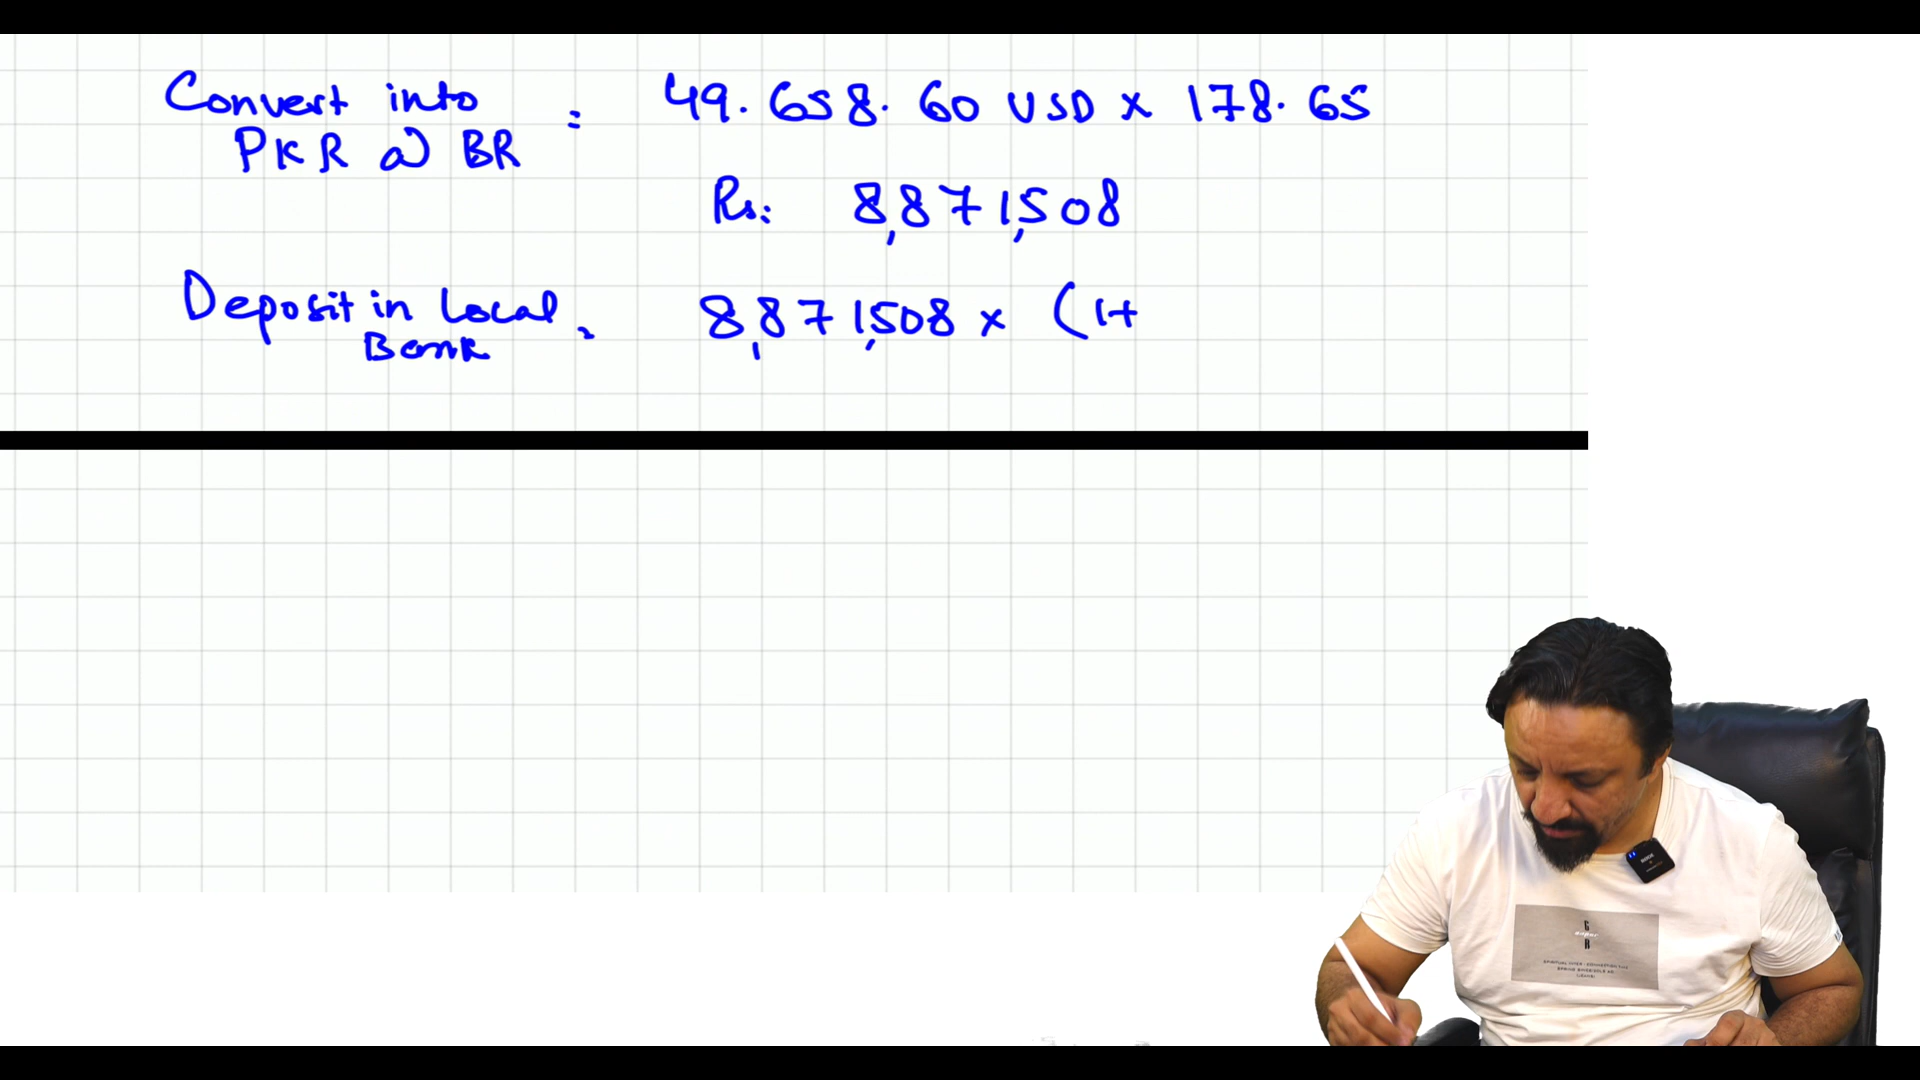 Convert into = 49.658.60 USD x 178.65
PKR @ BR
Rs: 8,871,508
Deposit in Local = 8,871,508 x (1+
Bank
G
R